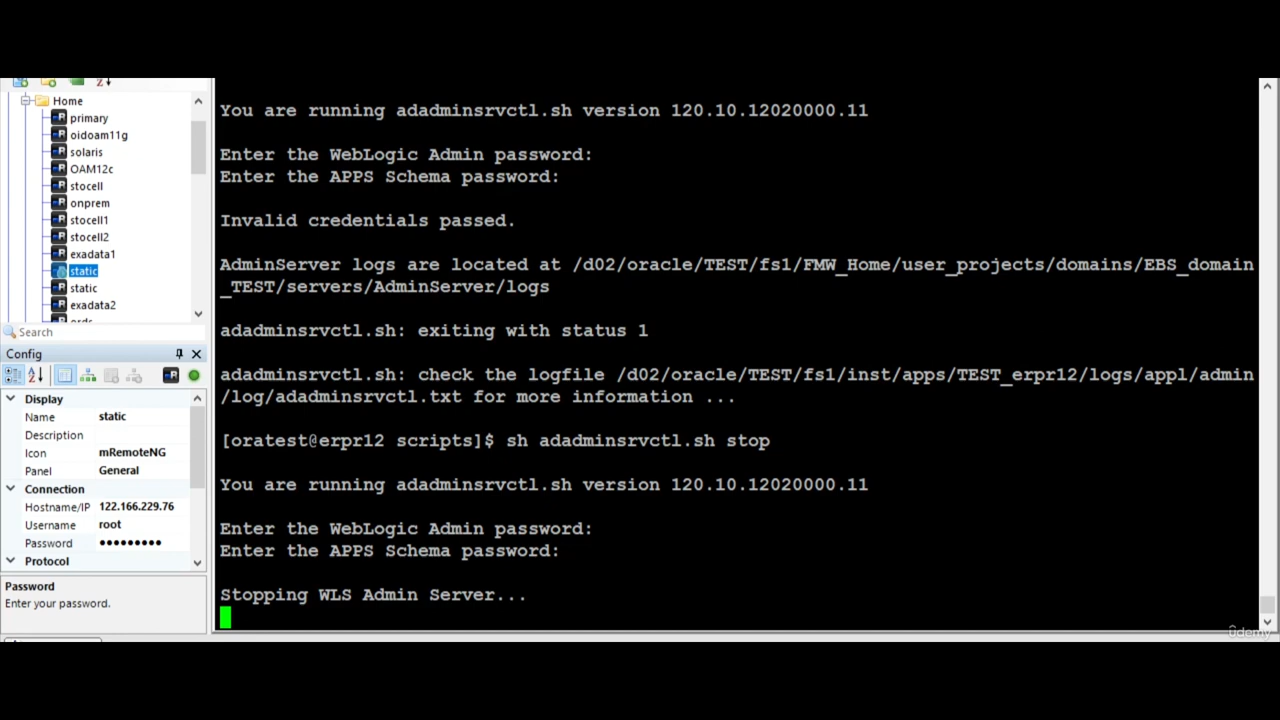 Home
primary
oidoam11g
solaris
OAM12c
stocell
onprem
stocell1
stocell2
exadata1
static
static
exadata2
Search
Config
Display
Name static
Description
Icon mRemoteNG
Panel General
Connection
Hostname/IP 122.166.229.76
Username root
Password ●●●●●●●●●
Protocol
Password
Enter your password.
You are running adadminsrvctl.sh version 120.10.12020000.11
Enter the WebLogic Admin password:
Enter the APPS Schema password:
Invalid credentials passed.
AdminServer logs are located at /d02/oracle/TEST/fs1/FMW_Home/user_projects/domains/EBS_domain
_TEST/servers/AdminServer/logs
adadminsrvctl.sh: exiting with status 1
adadminsrvctl.sh: check the logfile /d02/oracle/TEST/fs1/inst/apps/TEST_erpr12/logs/appl/admin
/log/adadminsrvctl.txt for more information ...
[oratest@erpr12 scripts]$ sh adadminsrvctl.sh stop
You are running adadminsrvctl.sh version 120.10.12020000.11
Enter the WebLogic Admin password:
Enter the APPS Schema password:
Stopping WLS Admin Server...
ûdemy